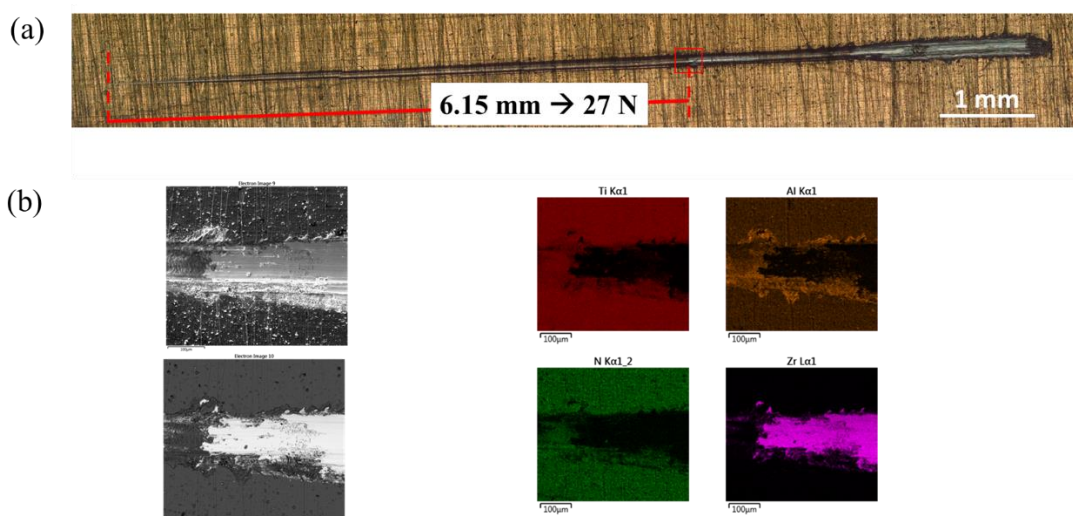 (a)
6.15 mm → 27 N
1 mm
(b)
Electron Image 9
100μm
Electron Image 10
Ti Kα1
100μm
Al Kα1
100μm
N Kα1_2
100μm
Zr Lα1
100μm